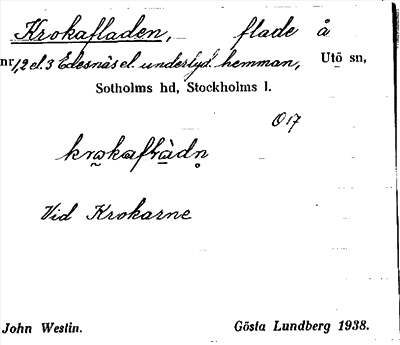 Krokafladen, flade å
nr 1, 2 el. 3 Edesnäs el. underlyd. hemman, Utö sn,
Sotholms hd, Stockholms l.
O 17
krokafràdn̥
Vid Krokarne
John Westin. Gösta Lundberg 1938.